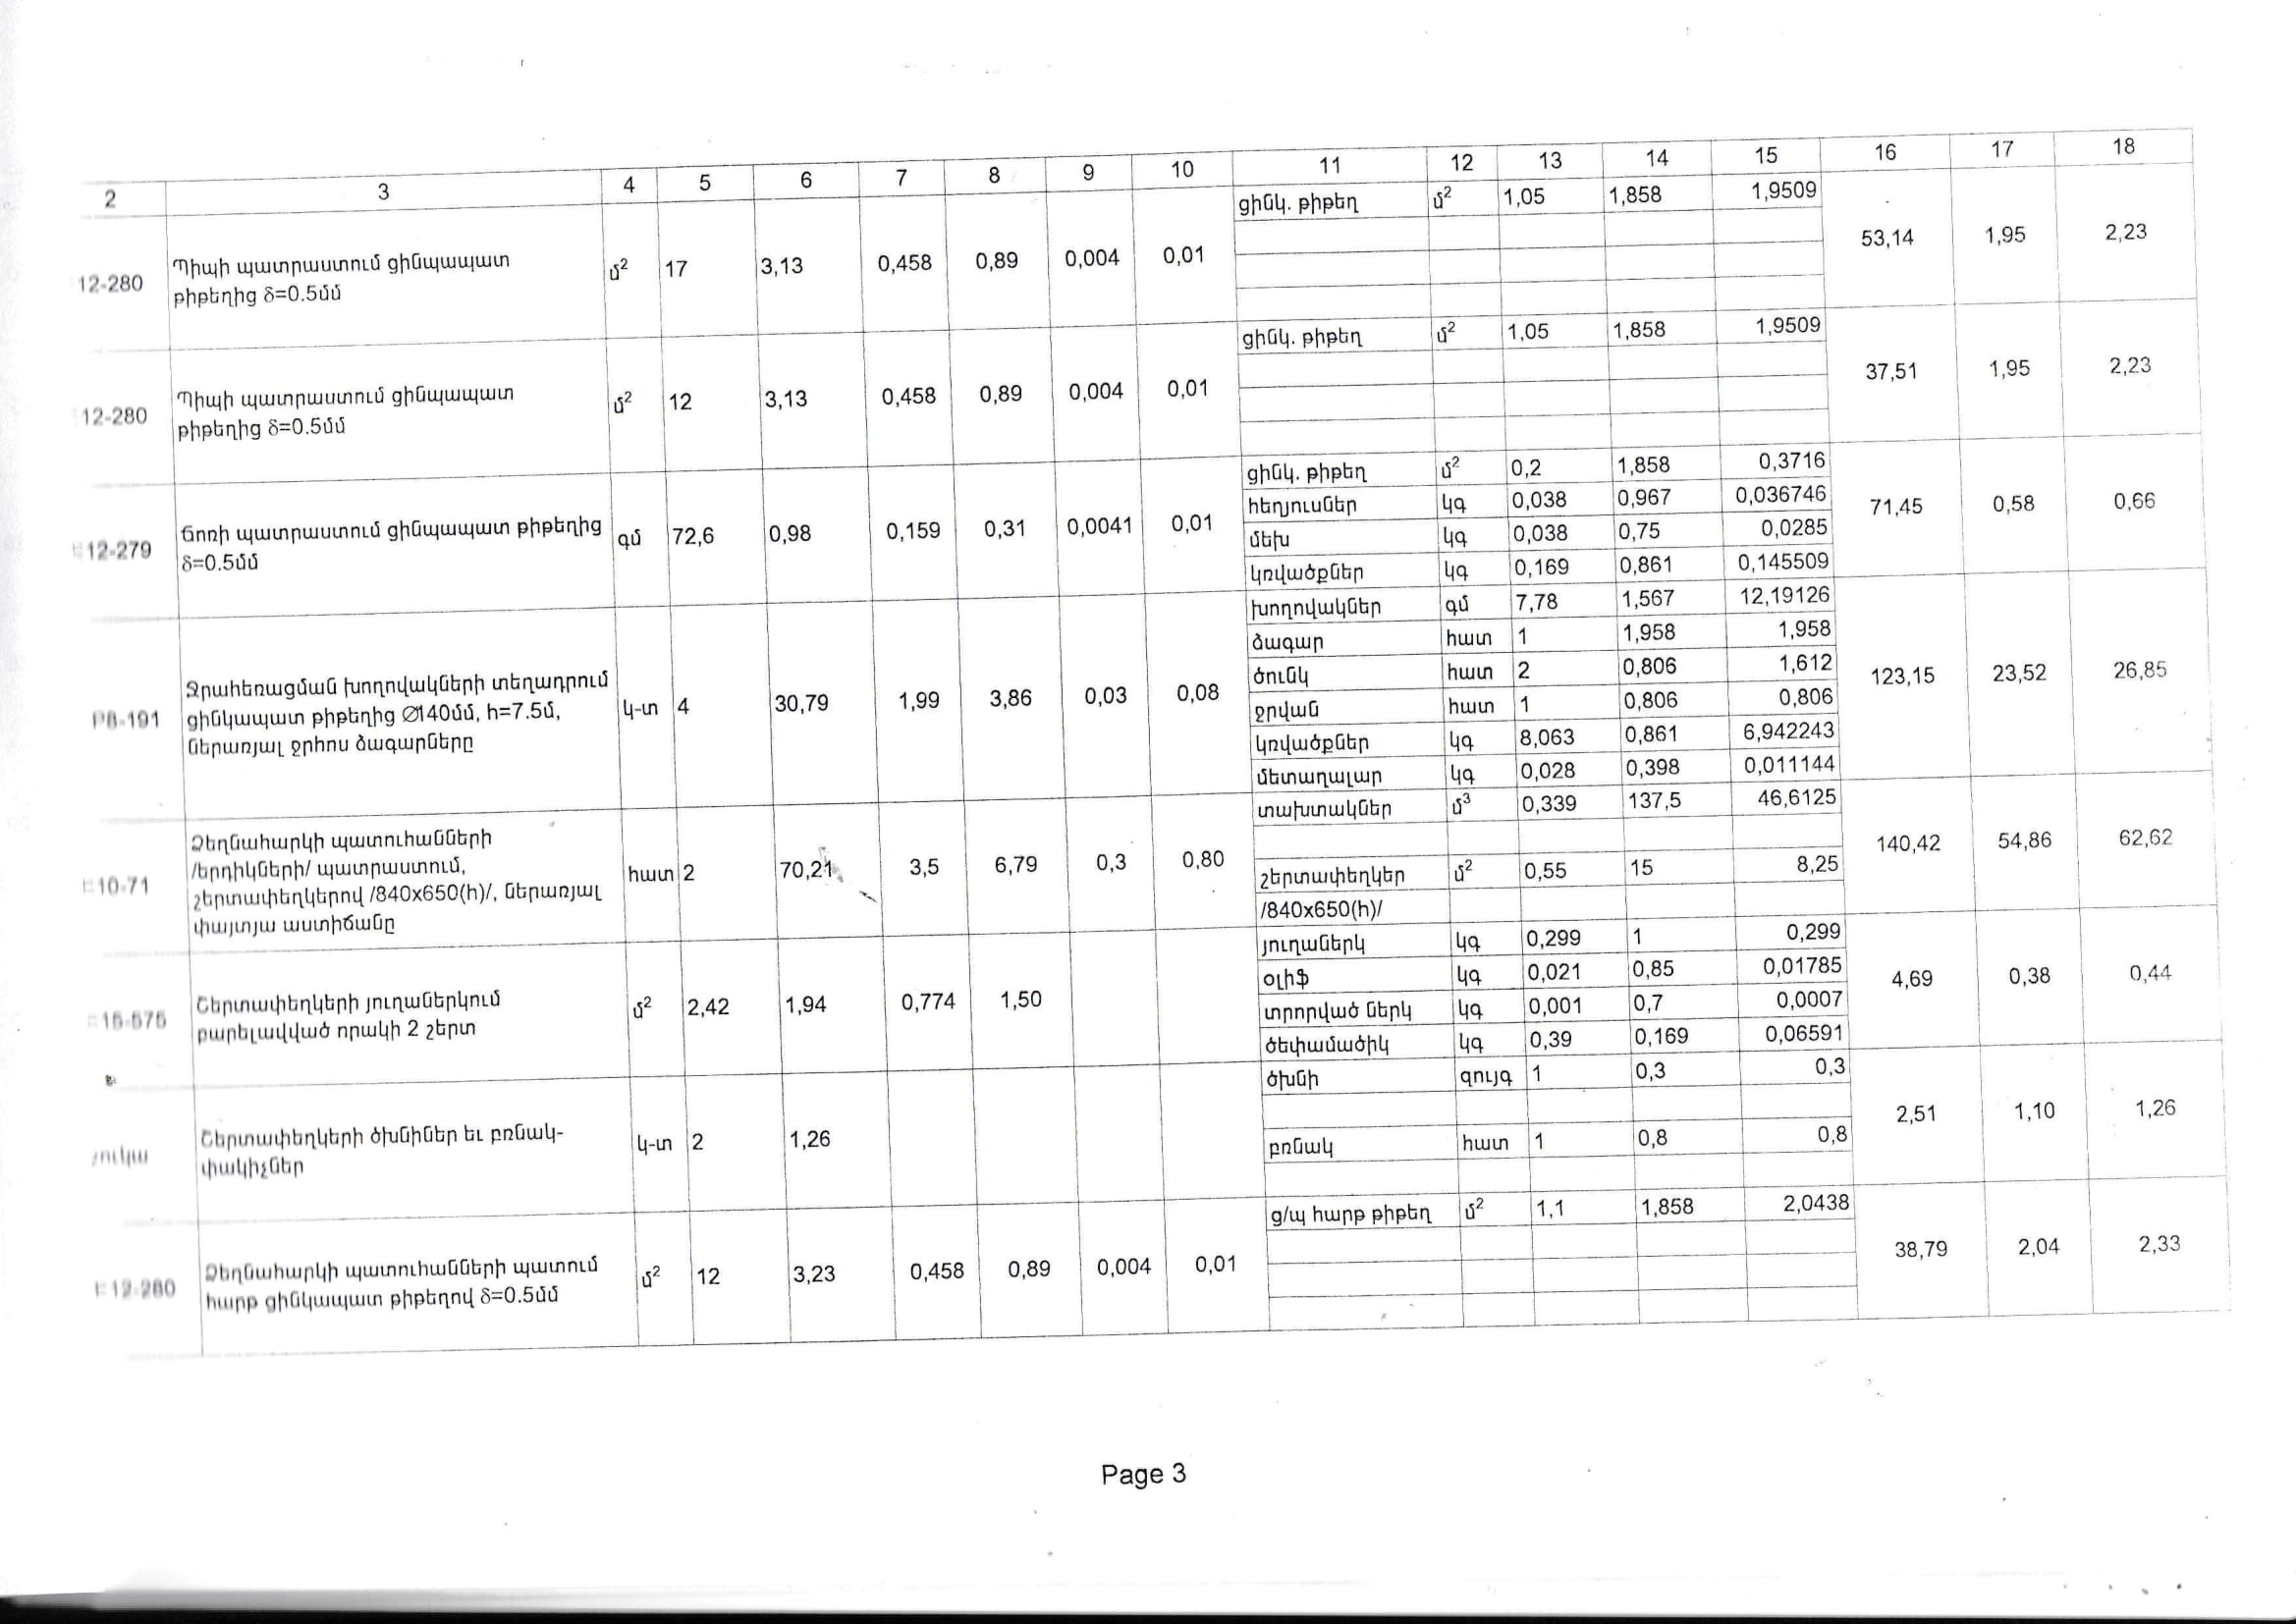 2 3 4 5 6 7 8 9 10 11 12 13 14 15 16 17 18
12-280 Պիպի պատրաստում ցինպապատ թիթեղից δ=0.5մմ մ² 17 3,13 0,458 0,89 0,004 0,01 ցինկ. թիթեղ մ² 1,05 1,858 1,9509 53,14 1,95 2,23
12-280 Պիպի պատրաստում ցինպապատ թիթեղից δ=0.5մմ մ² 12 3,13 0,458 0,89 0,004 0,01 ցինկ. թիթեղ մ² 1,05 1,858 1,9509 37,51 1,95 2,23
E12-279 Ճոռի պատրաստում ցինպապատ թիթեղից δ=0.5մմ գմ 72,6 0,98 0,159 0,31 0,0041 0,01 ցինկ. թիթեղ մ² 0,2 1,858 0,3716 71,45 0,58 0,66
հեղյուսներ կգ 0,038 0,967 0,036746
մեխ կգ 0,038 0,75 0,0285
կռվածքներ կգ 0,169 0,861 0,145509
P8-191 Ջրահեռացման խողովակների տեղադրում ցինկապատ թիթեղից Ø140մմ, h=7.5մ, ներառյալ ջրհոս ձագարները կ-տ 4 30,79 1,99 3,86 0,03 0,08 խողովակներ գմ 7,78 1,567 12,19126 123,15 23,52 26,85
ձագար հատ 1 1,958 1,958
ծունկ հատ 2 0,806 1,612
ջրվան հատ 1 0,806 0,806
կռվածքներ կգ 8,063 0,861 6,942243
մետաղալար կգ 0,028 0,398 0,011144
E10-71 Ձեղնահարկի պատուհանների /երդիկների/ պատրաստում, շերտափեղկերով /840x650(h)/, ներառյալ փայտյա աստիճանը հատ 2 70,21 3,5 6,79 0,3 0,80 տախտակներ մ³ 0,339 137,5 46,6125 140,42 54,86 62,62
շերտափեղկեր մ² 0,55 15 8,25
/840x650(h)/
E15-575 Շերտափեղկերի յուղաներկում բարելավված որակի 2 շերտ մ² 2,42 1,94 0,774 1,50 յուղաներկ կգ 0,299 1 0,299 4,69 0,38 0,44
օլիֆ կգ 0,021 0,85 0,01785
տրորված ներկ կգ 0,001 0,7 0,0007
ծեփամածիկ կգ 0,39 0,169 0,06591
շուկա Շերտափեղկերի ծխնիներ եւ բռնակ-փակիչներ կ-տ 2 1,26 ծխնի զույգ 1 0,3 0,3 2,51 1,10 1,26
բռնակ հատ 1 0,8 0,8
E12-280 Ձեղնահարկի պատուհանների պատում հարթ ցինկապատ թիթեղով δ=0.5մմ մ² 12 3,23 0,458 0,89 0,004 0,01 ց/պ հարթ թիթեղ մ² 1,1 1,858 2,0438 38,79 2,04 2,33
Page 3